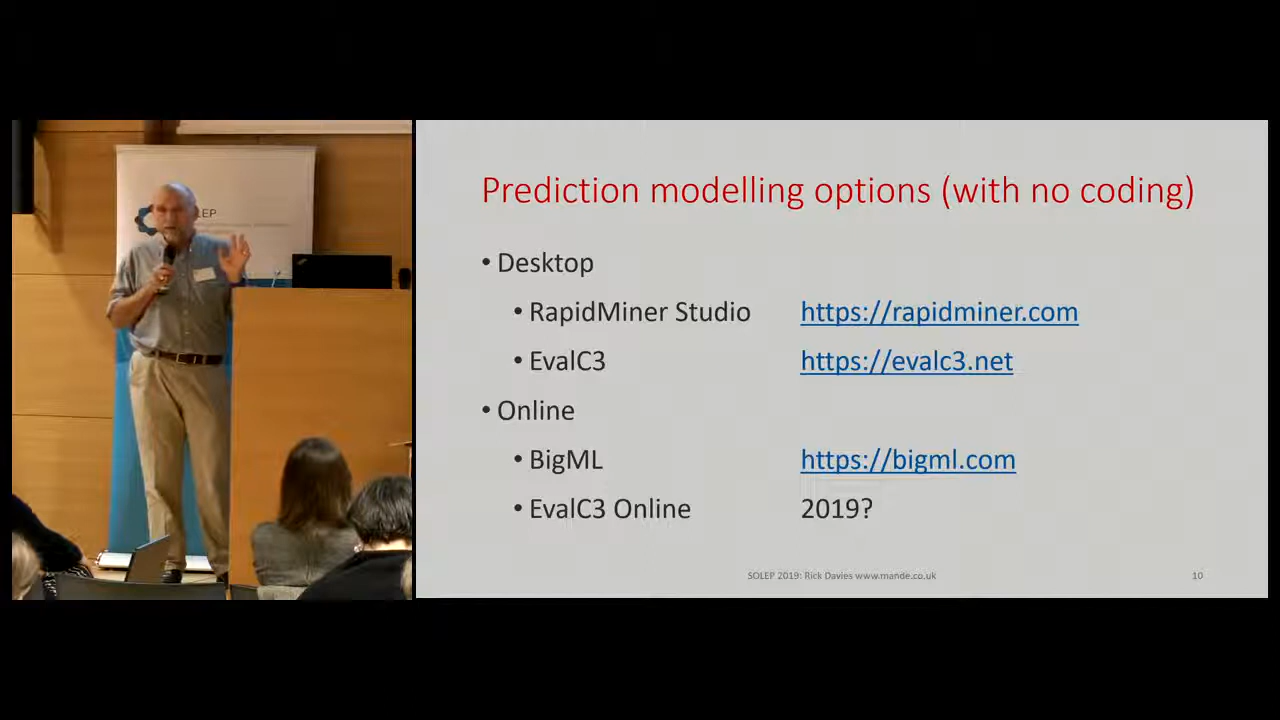 LEP
Prediction modelling options (with no coding)
• Desktop
• RapidMiner Studio https://rapidminer.com
• EvalC3 https://evalc3.net
• Online
• BigML https://bigml.com
• EvalC3 Online 2019?
SOLEP 2019: Rick Davies www.mande.co.uk 10